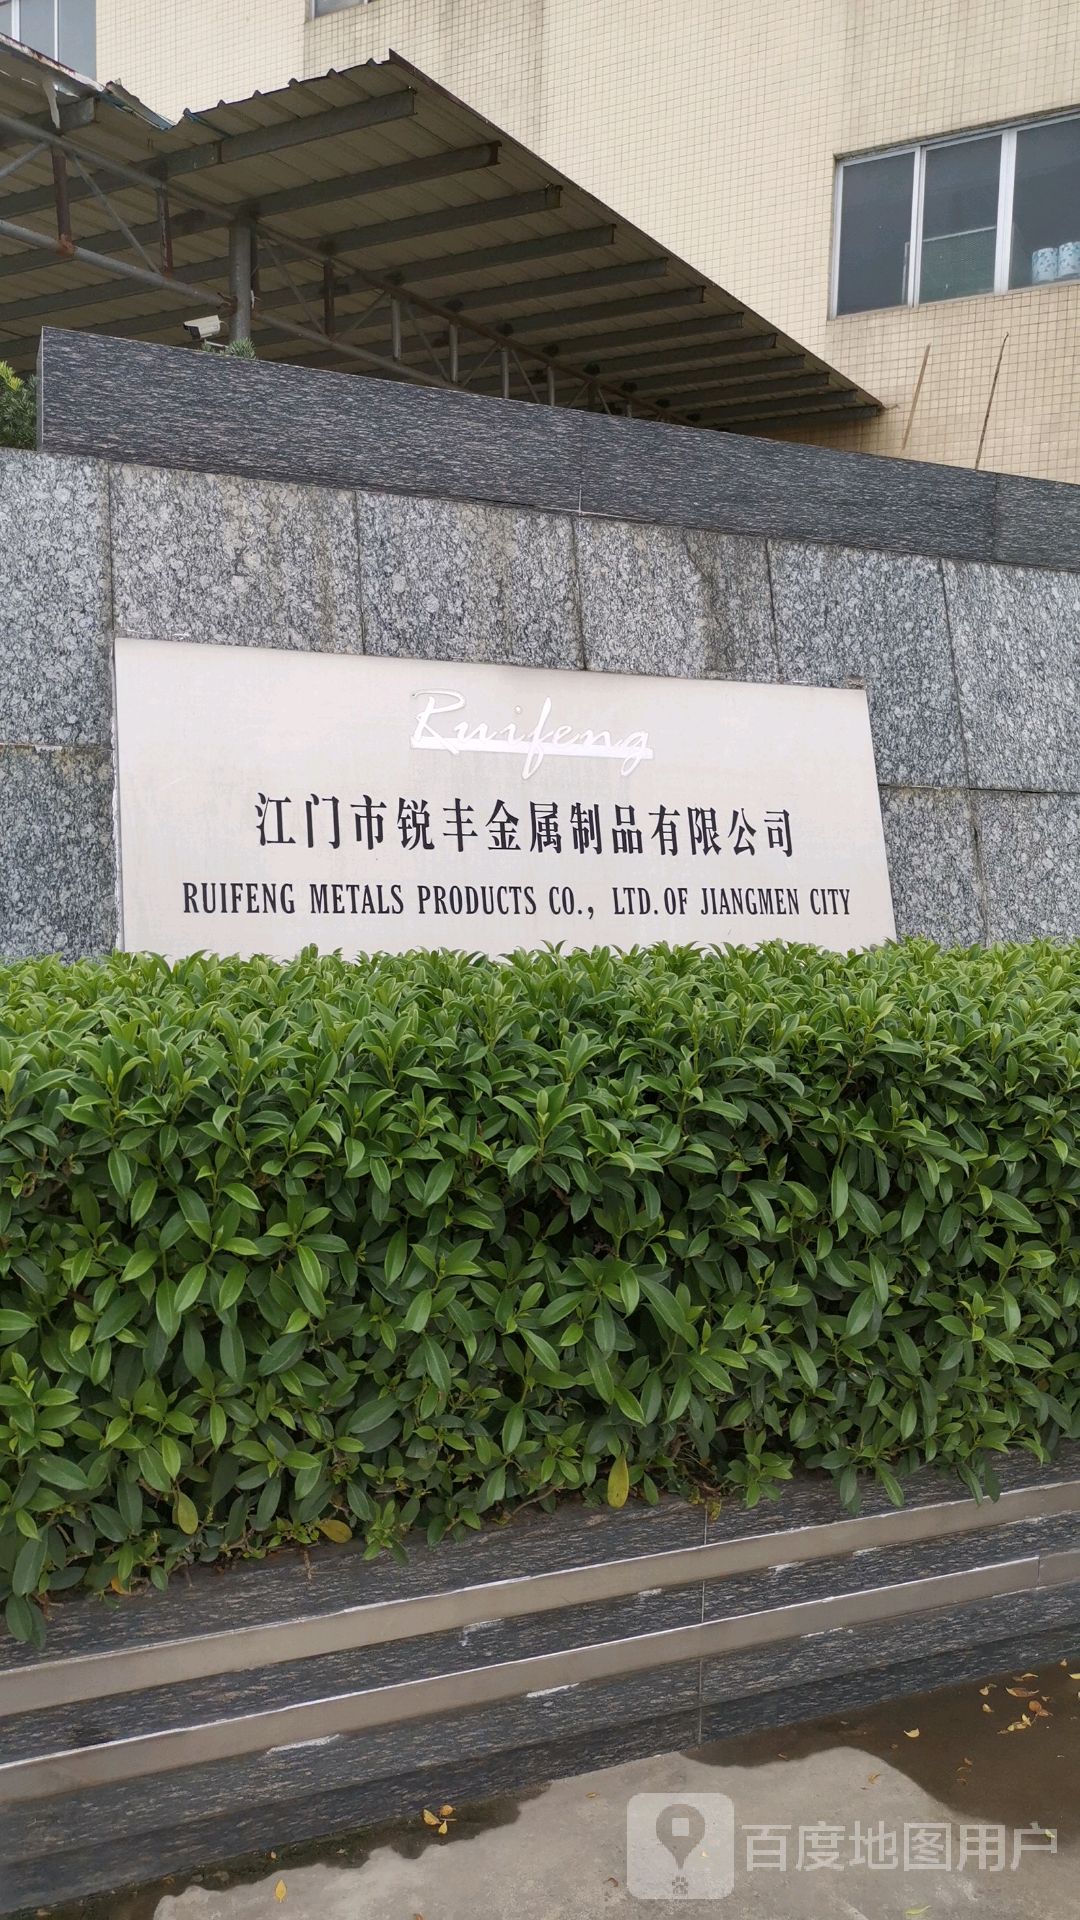 Ruifeng
江门市锐丰金属制品有限公司
RUIFENG METALS PRODUCTS CO., LTD. OF JIANGMEN CITY
百度地图用户